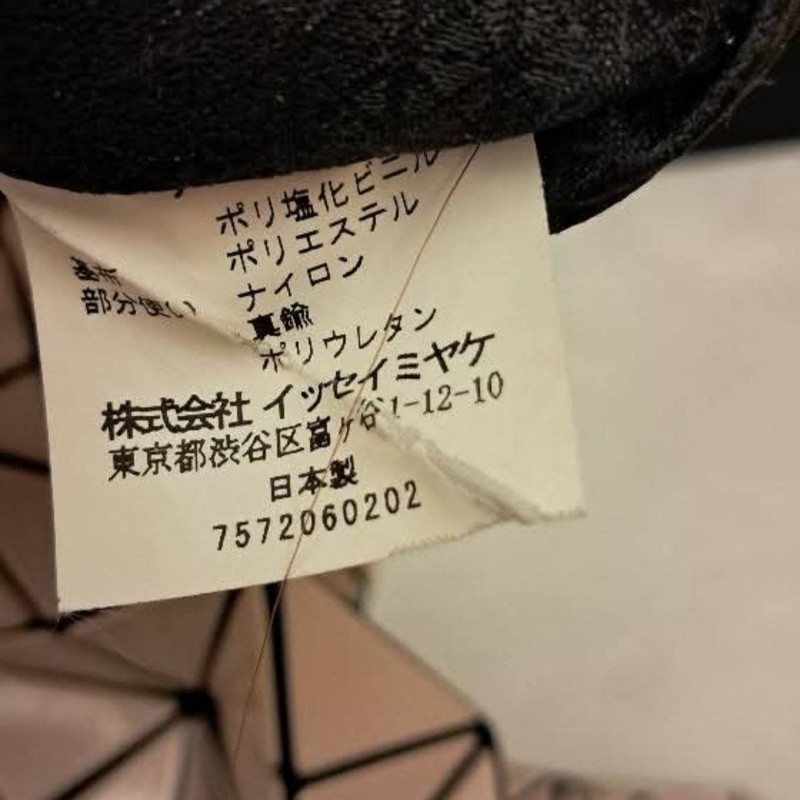 ポリ塩化ビニル
基布 ポリエステル
部分使い ナイロン
真鍮
ポリウレタン
株式会社 イッセイミヤケ
東京都渋谷区富ヶ谷1-12-10
日本製
7572060202